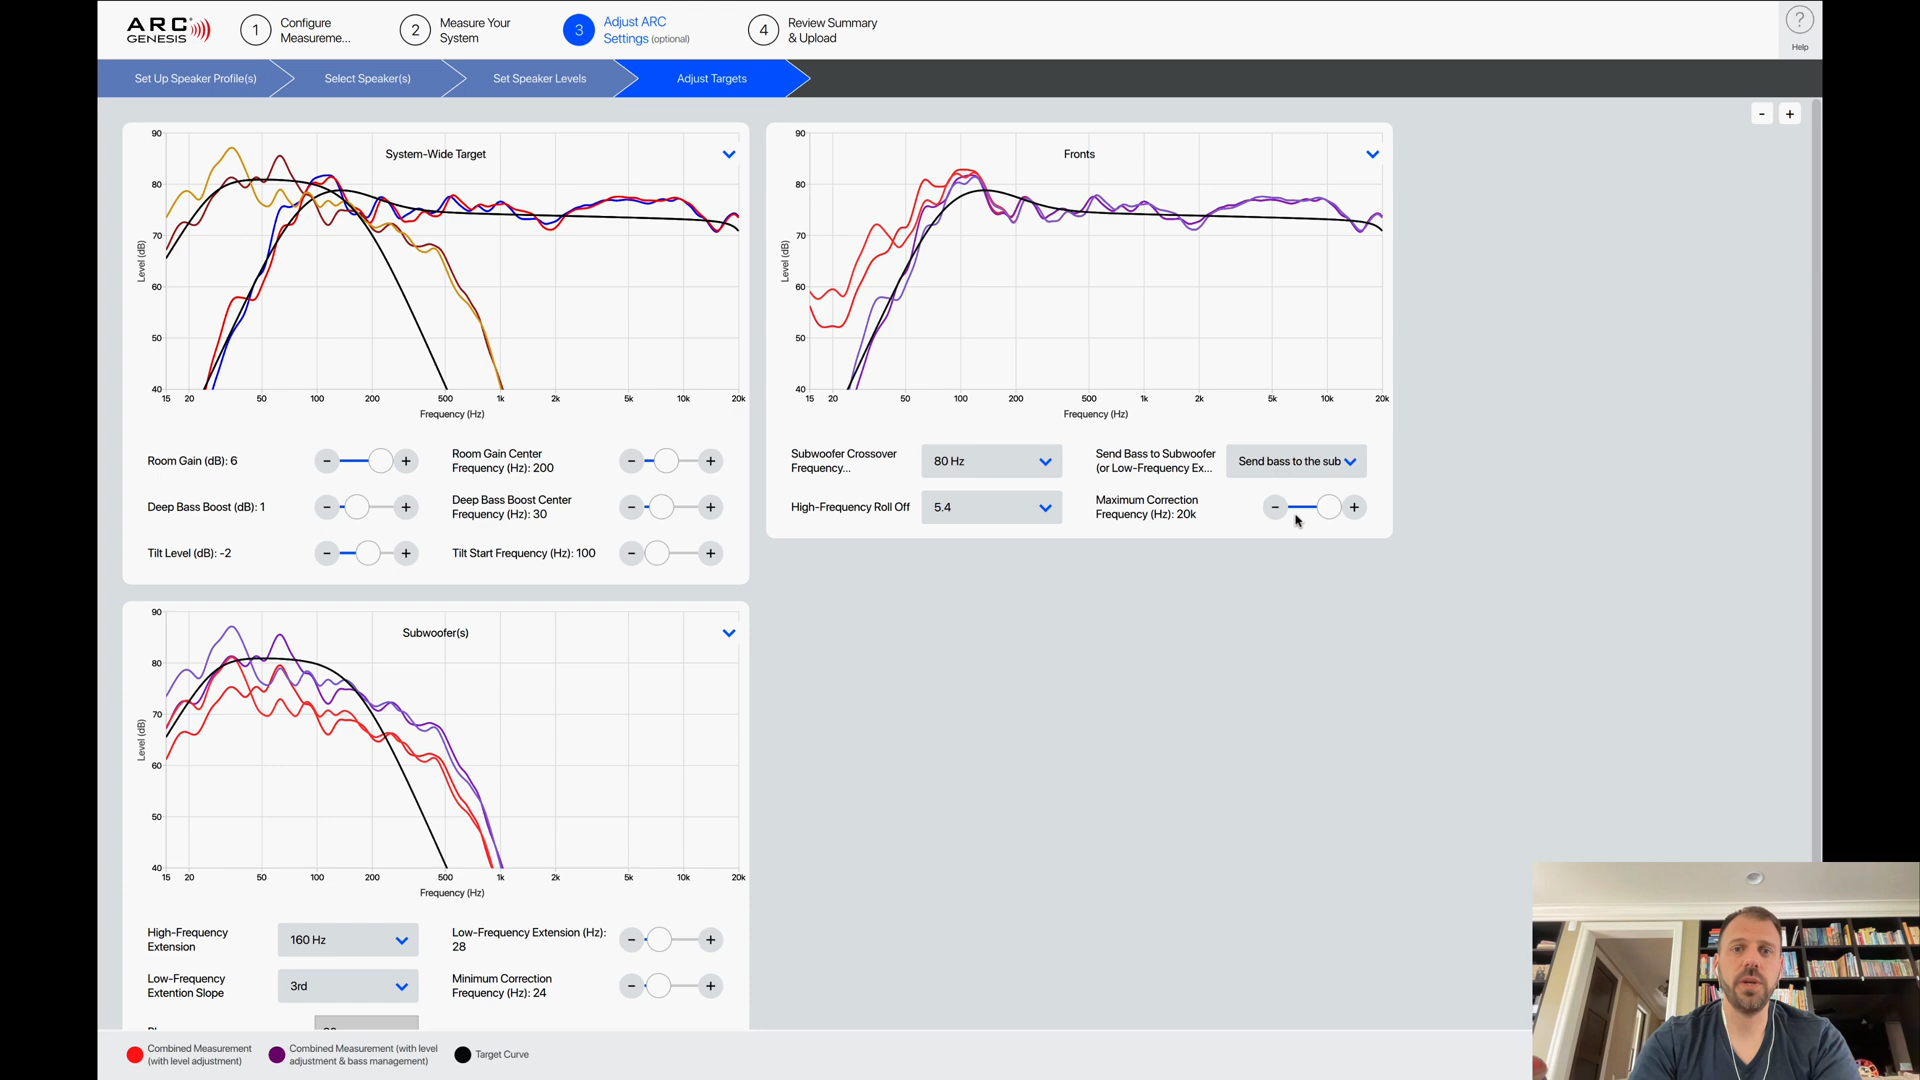 ARC
GENESIS
1
Configure
Measureme...
2
Measure Your
System
3
Adjust ARC
Settings (optional)
4
Review Summary
& Upload
?
Help
Set Up Speaker Profile(s)
Select Speaker(s)
Set Speaker Levels
Adjust Targets
- +
System-Wide Target
90
80
70
60
50
40
Level (dB)
15 20 50 100 200 500 1k 2k 5k 10k 20k
Frequency (Hz)
Room Gain (dB): 6
- +
Room Gain Center
Frequency (Hz): 200
- +
Deep Bass Boost (dB): 1
- +
Deep Bass Boost Center
Frequency (Hz): 30
- +
Tilt Level (dB): -2
- +
Tilt Start Frequency (Hz): 100
- +
Fronts
90
80
70
60
50
40
Level (dB)
15 20 50 100 200 500 1k 2k 5k 10k 20k
Frequency (Hz)
Subwoofer Crossover
Frequency...
80 Hz
Send Bass to Subwoofer
(or Low-Frequency Ex...
Send bass to the sub
High-Frequency Roll Off
5.4
Maximum Correction
Frequency (Hz): 20k
- +
Subwoofer(s)
90
80
70
60
50
40
Level (dB)
15 20 50 100 200 500 1k 2k 5k 10k 20k
Frequency (Hz)
High-Frequency
Extension
160 Hz
Low-Frequency Extension (Hz):
28
- +
Low-Frequency
Extention Slope
3rd
Minimum Correction
Frequency (Hz): 24
- +
Combined Measurement
(with level adjustment)
Combined Measurement (with level
adjustment & bass management)
Target Curve